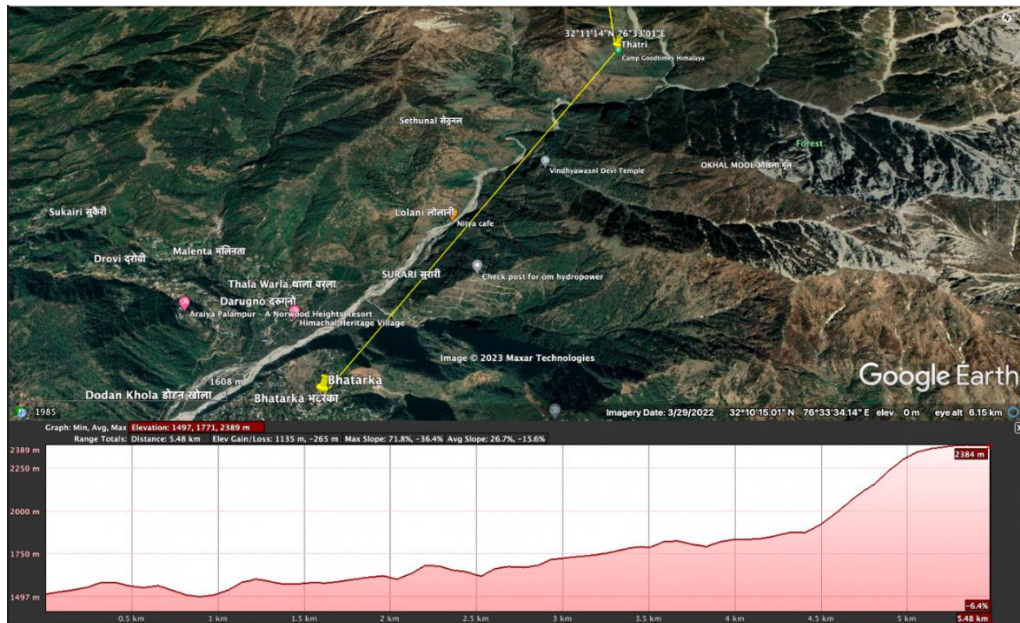 32°11'14"N 76°33'01"E
Thatri
Camp Goodtimes Himalaya
Sethunal सेठुनल
Forest
OKHAL MOOL ओखला मूल
Vindhyawasni Devi Temple
Sukairi सुकैरी
Lolani लोलानी
Nitya cafe
Malenta मलिनता
Drovi द्रोवी
SURARI सुरारी
Check post for om hydropower
Thala Warla थाला वरला
Darugno दरुगनो
Araiya Palampur - A Norwood Heights Resort
Himachal Heritage Village
Image © 2023 Maxar Technologies
1608 m
Bhatarka
Google Earth
Dodan Khola डोहन खोला
Bhatarka भटरका
1985
Imagery Date: 3/29/2022 32°10'15.01" N 76°33'34.14" E elev 0 m eye alt 6.15 km
Graph: Min, Avg, Max Elevation: 1497, 1771, 2389 m
Range Totals: Distance: 5.48 km Elev Gain/Loss: 1135 m, -265 m Max Slope: 71.8%, -36.4% Avg Slope: 26.7%, -15.6%
2389 m
2384 m
2250 m
2000 m
1750 m
1497 m
-6.4%
0.5 km 1 km 1.5 km 2 km 2.5 km 3 km 3.5 km 4 km 4.5 km 5 km 5.48 km